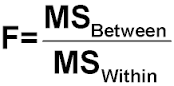 F= MS Between
MS Within